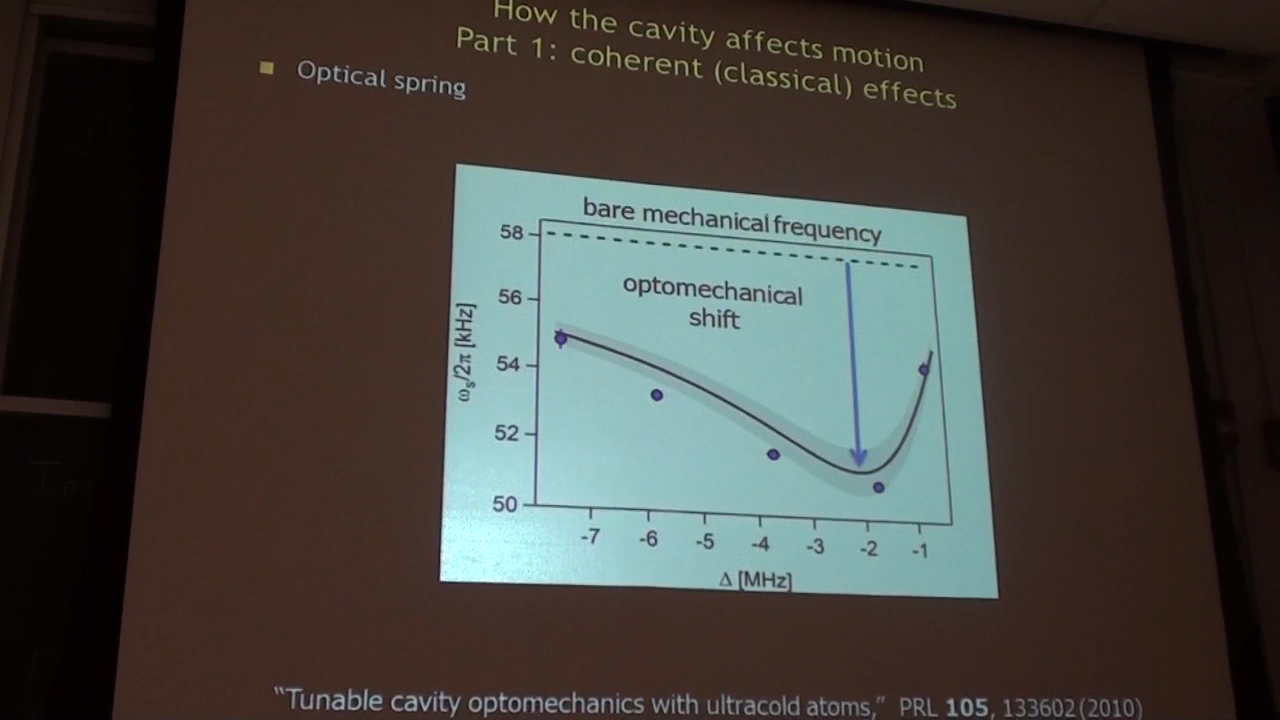 How the cavity affects motion
Part 1: coherent (classical) effects
Optical spring
bare mechanical frequency
58
optomechanical
shift
56
54
52
50
ωs/2π [kHz]
-7 -6 -5 -4 -3 -2 -1
Δ [MHz]
"Tunable cavity optomechanics with ultracold atoms," PRL 105, 133602 (2010)